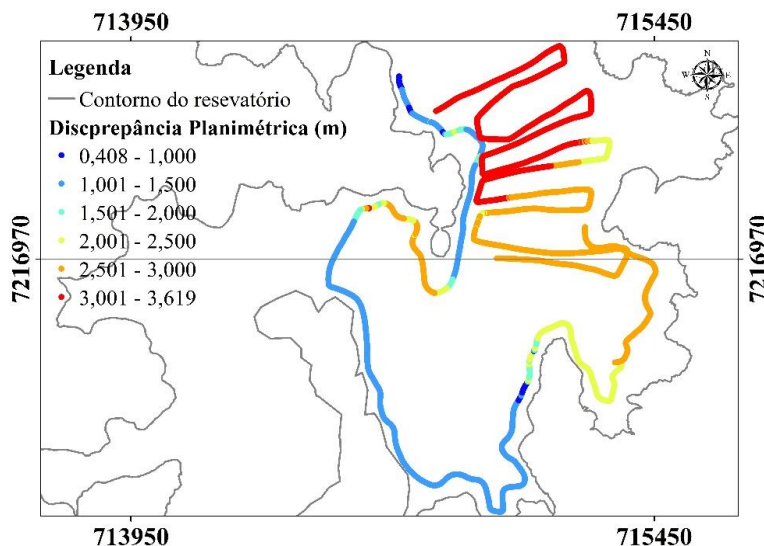 713950 715450
N
Legenda
W E
S
Contorno do resevatório
Discprepância Planimétrica (m)
0,408 - 1,000
1,001 - 1,500
1,501 - 2,000
2,001 - 2,500
2,501 - 3,000
3,001 - 3,619
7216970 7216970
713950 715450